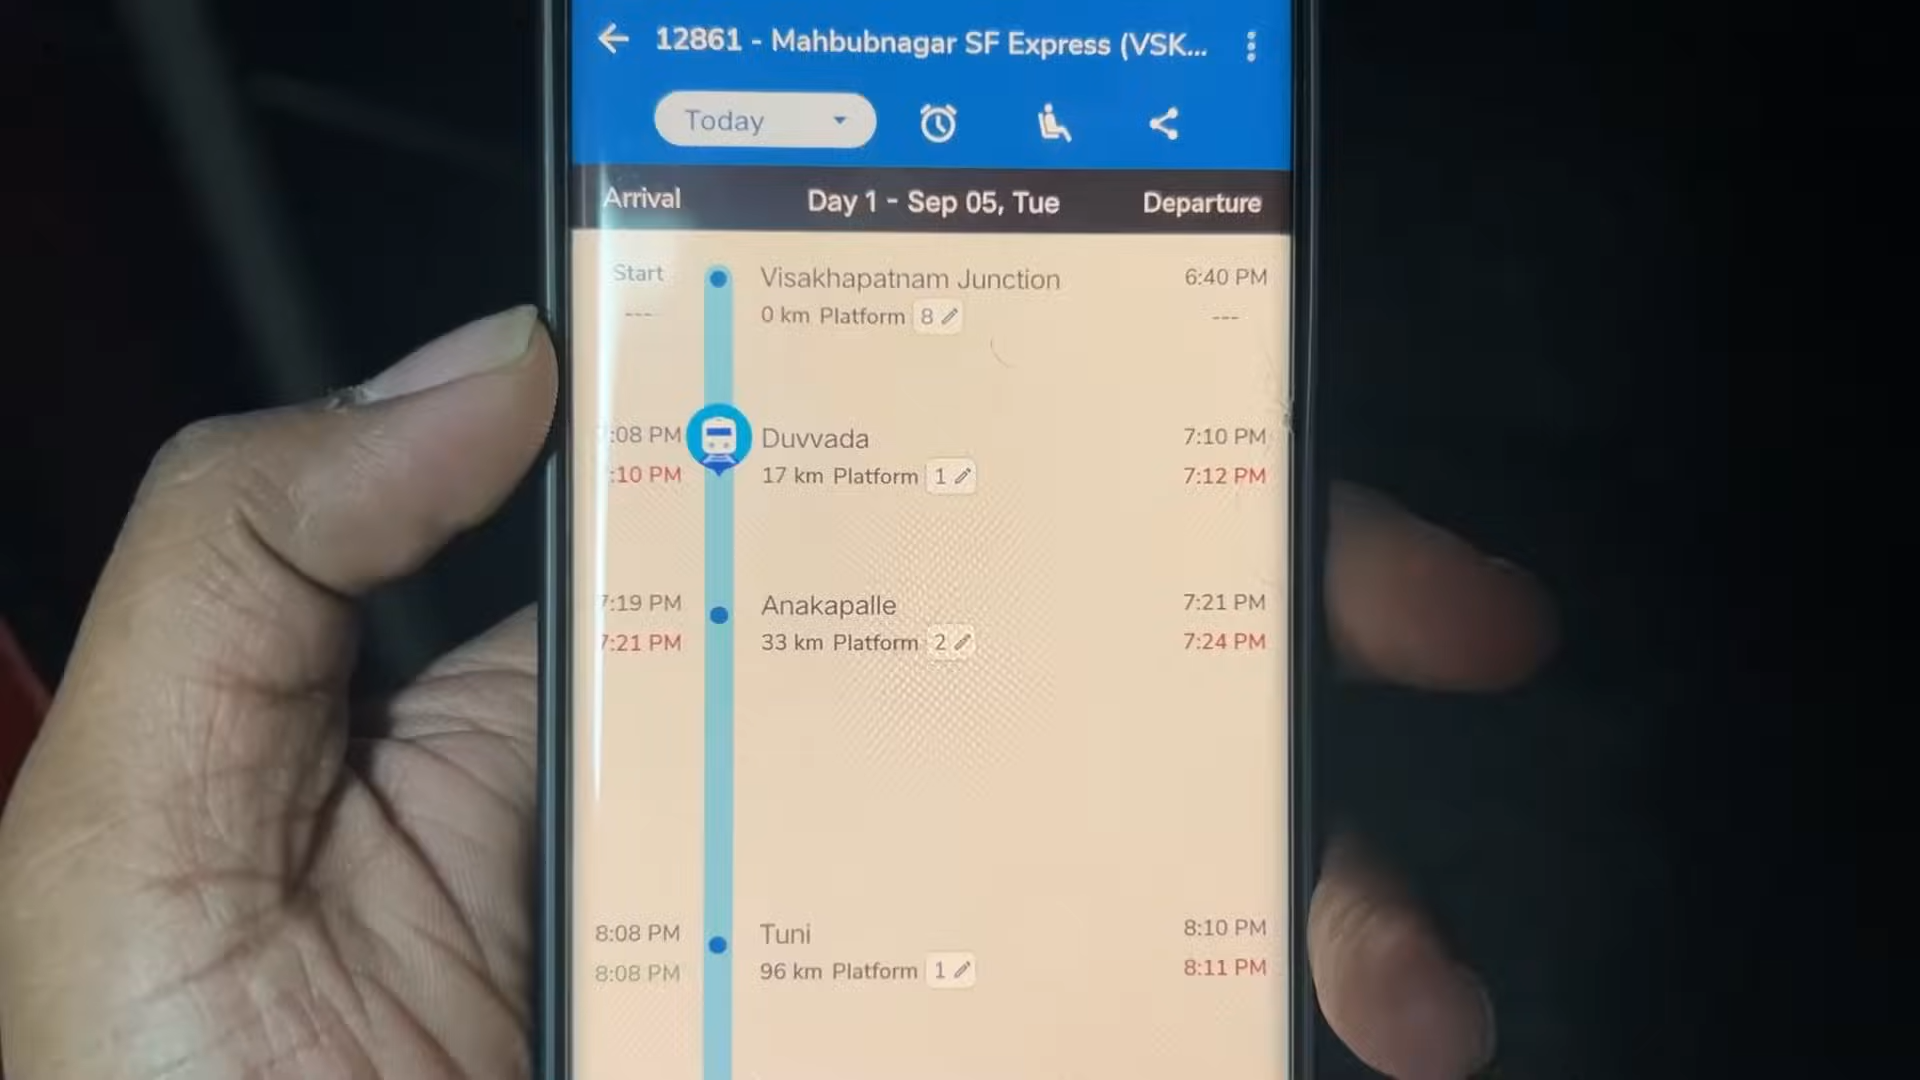 12861 - Mahbubnagar SF Express (VSK...
Today
Arrival Day 1 - Sep 05, Tue Departure
Start Visakhapatnam Junction 6:40 PM
--- 0 km Platform 8 ---
:08 PM Duvvada 7:10 PM
:10 PM 17 km Platform 1 7:12 PM
7:19 PM Anakapalle 7:21 PM
7:21 PM 33 km Platform 2 7:24 PM
8:08 PM Tuni 8:10 PM
8:08 PM 96 km Platform 1 8:11 PM